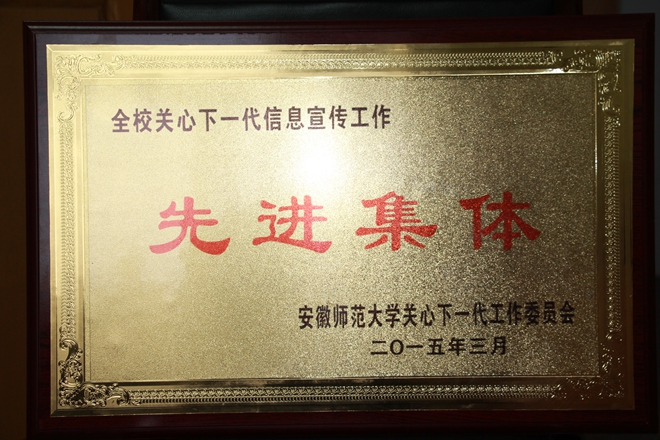 全校关心下一代信息宣传工作
先进集体
安徽师范大学关心下一代工作委员会
二〇一五年三月